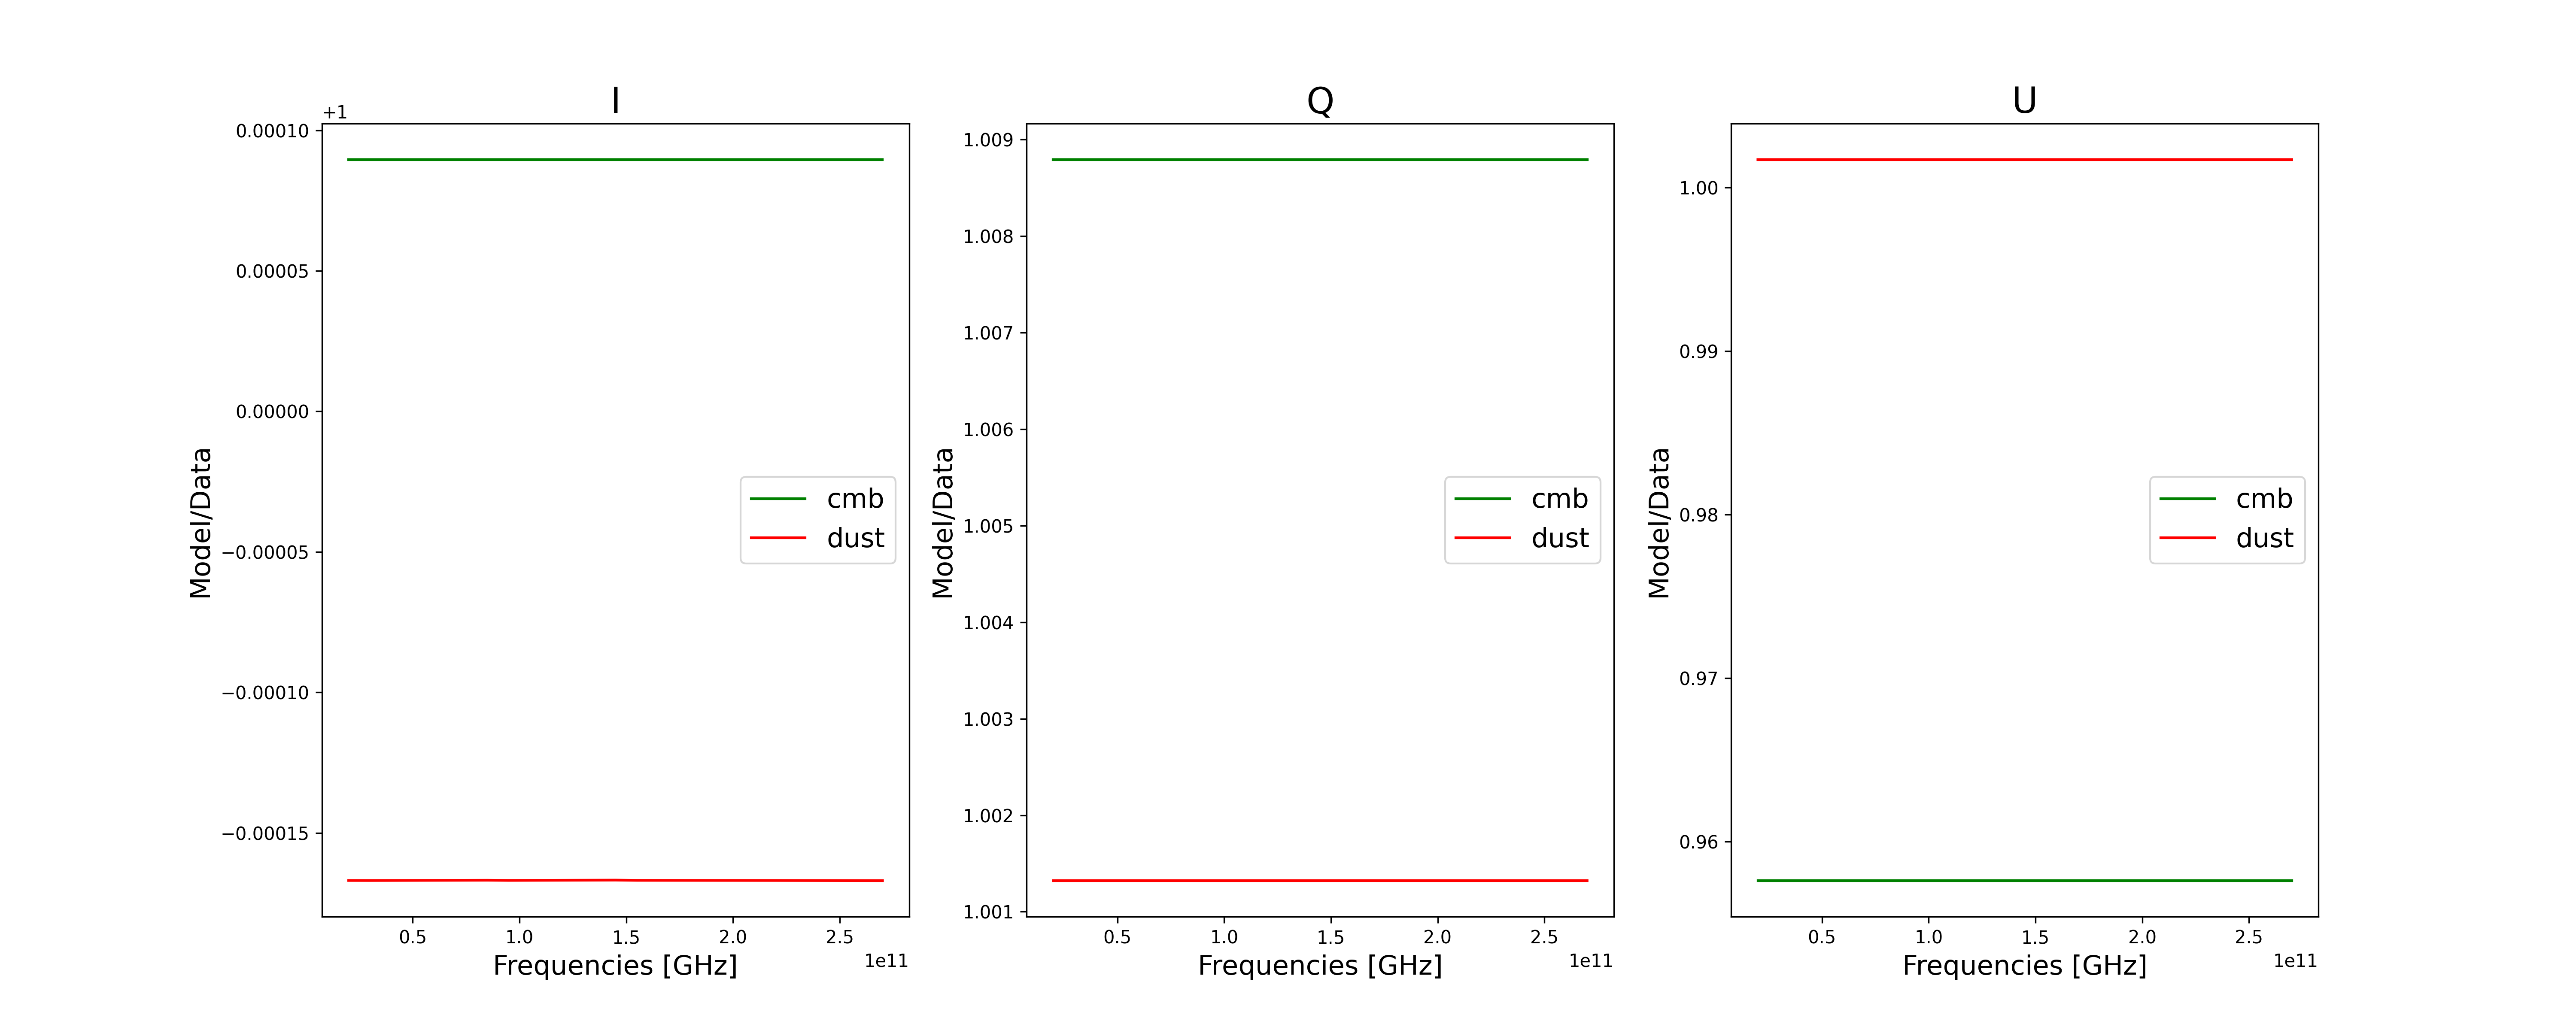 I
+1
0.00010
0.00005
0.00000
−0.00005
−0.00010
−0.00015
Model/Data
cmb
dust
0.5 1.0 1.5 2.0 2.5
1e11
Frequencies [GHz]
Q
1.009
1.008
1.007
1.006
1.005
1.004
1.003
1.002
1.001
Model/Data
cmb
dust
0.5 1.0 1.5 2.0 2.5
1e11
Frequencies [GHz]
U
1.00
0.99
0.98
0.97
0.96
Model/Data
cmb
dust
0.5 1.0 1.5 2.0 2.5
1e11
Frequencies [GHz]